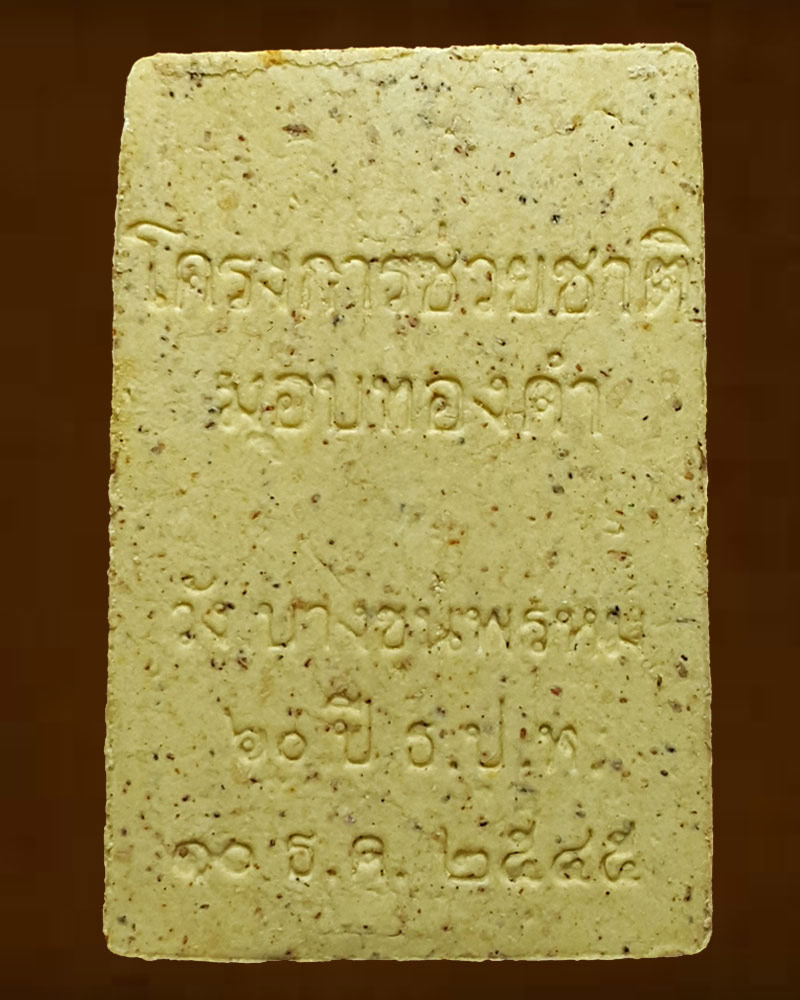 โครงการช่วยชาติ
มอบทองคำ
วัง บางขุนพรหม
๖๐ ปี ธ.ป.ท.
๑๐ ธ.ค. ๒๕๔๕